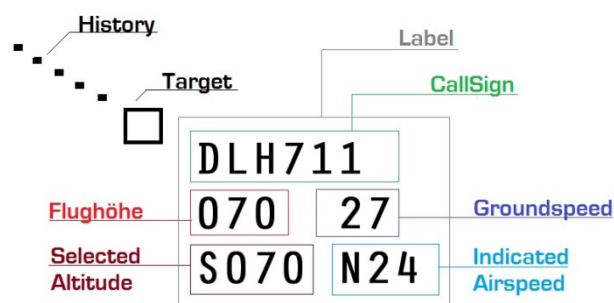 History
Label
Target
CallSign
DLH711
Flughöhe
070
27
Groundspeed
Selected
Altitude
S070
N24
Indicated
Airspeed